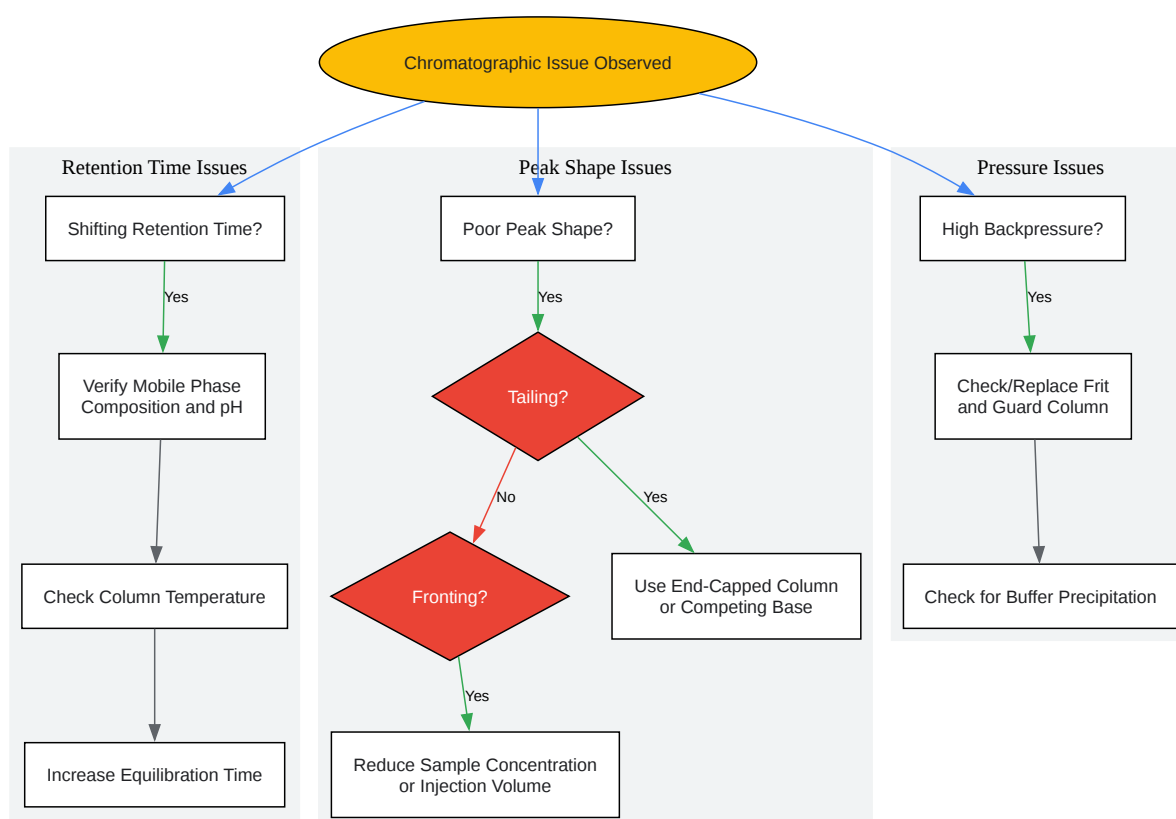 Chromatographic Issue Observed
Retention Time Issues
Peak Shape Issues
Pressure Issues
Shifting Retention Time?
Poor Peak Shape?
High Backpressure?
Yes
Yes
Yes
Verify Mobile Phase
Composition and pH
Tailing?
Check/Replace Frit
and Guard Column
No
Yes
Check Column Temperature
Fronting?
Use End-Capped Column
or Competing Base
Check for Buffer Precipitation
Yes
Increase Equilibration Time
Reduce Sample Concentration
or Injection Volume